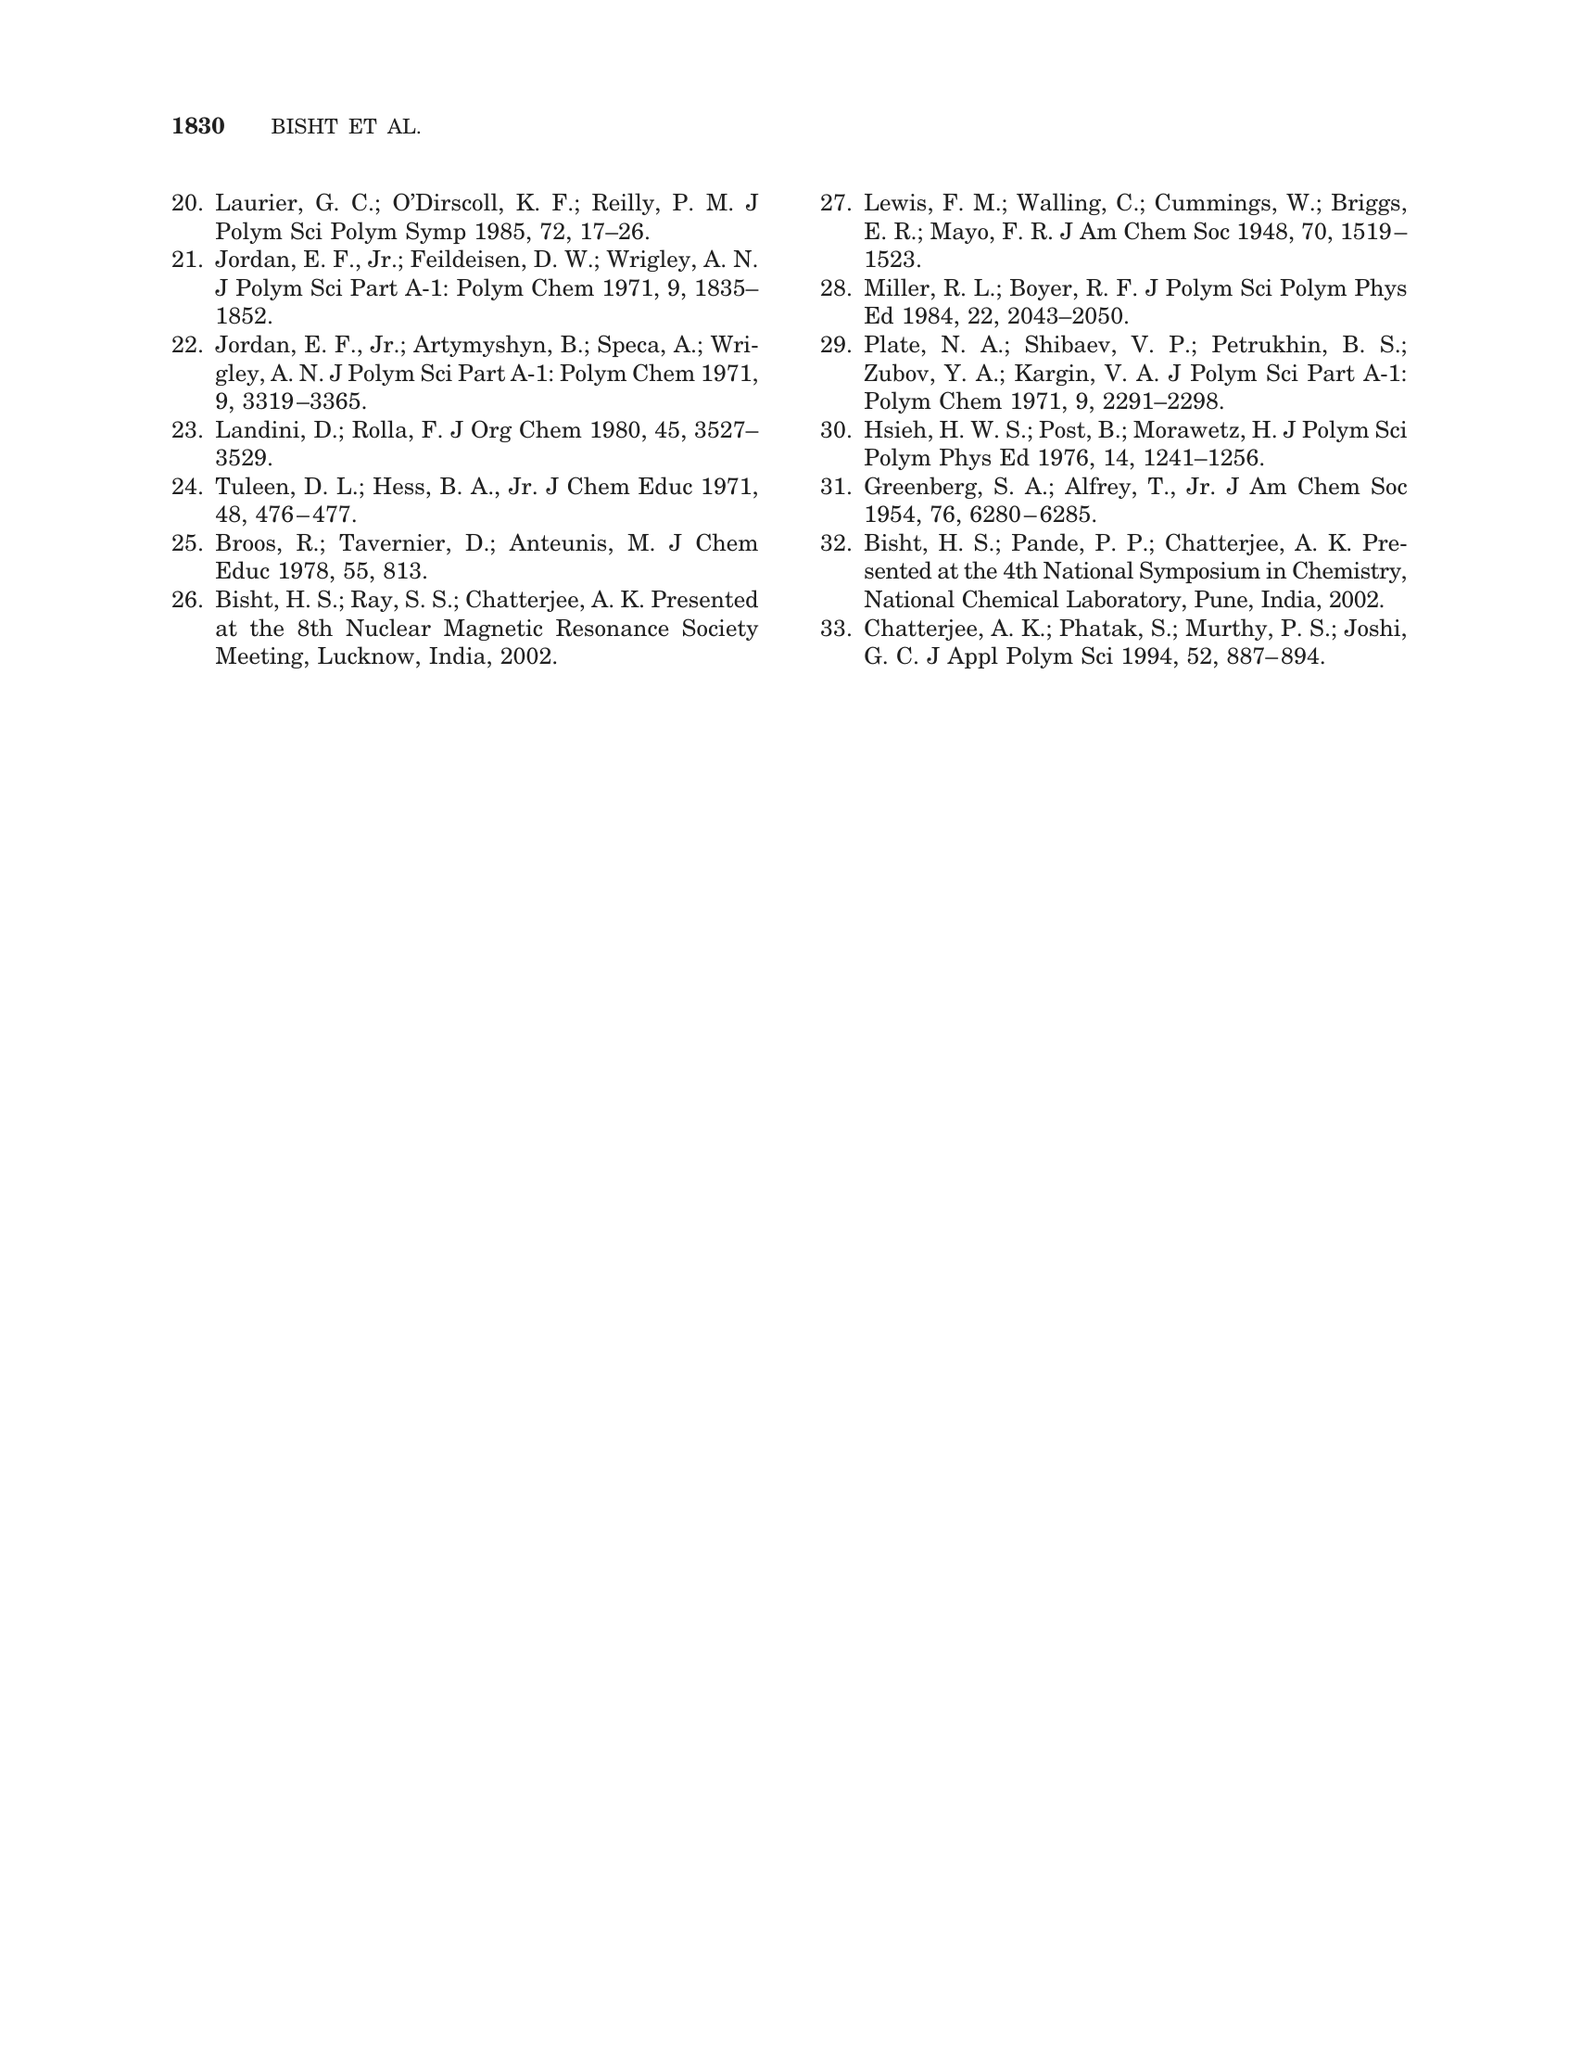 1830 BISHT ET AL.
20. Laurier, G. C.; O’Dirscoll, K. F.; Reilly, P. M. J
Polym Sci Polym Symp 1985, 72, 17–26.
21. Jordan, E. F., Jr.; Feildeisen, D. W.; Wrigley, A. N.
J Polym Sci Part A-1: Polym Chem 1971, 9, 1835–
1852.
22. Jordan, E. F., Jr.; Artymyshyn, B.; Speca, A.; Wri-
gley, A. N. J Polym Sci Part A-1: Polym Chem 1971,
9, 3319–3365.
23. Landini, D.; Rolla, F. J Org Chem 1980, 45, 3527–
3529.
24. Tuleen, D. L.; Hess, B. A., Jr. J Chem Educ 1971,
48, 476–477.
25. Broos, R.; Tavernier, D.; Anteunis, M. J Chem
Educ 1978, 55, 813.
26. Bisht, H. S.; Ray, S. S.; Chatterjee, A. K. Presented
at the 8th Nuclear Magnetic Resonance Society
Meeting, Lucknow, India, 2002.
27. Lewis, F. M.; Walling, C.; Cummings, W.; Briggs,
E. R.; Mayo, F. R. J Am Chem Soc 1948, 70, 1519–
1523.
28. Miller, R. L.; Boyer, R. F. J Polym Sci Polym Phys
Ed 1984, 22, 2043–2050.
29. Plate, N. A.; Shibaev, V. P.; Petrukhin, B. S.;
Zubov, Y. A.; Kargin, V. A. J Polym Sci Part A-1:
Polym Chem 1971, 9, 2291–2298.
30. Hsieh, H. W. S.; Post, B.; Morawetz, H. J Polym Sci
Polym Phys Ed 1976, 14, 1241–1256.
31. Greenberg, S. A.; Alfrey, T., Jr. J Am Chem Soc
1954, 76, 6280–6285.
32. Bisht, H. S.; Pande, P. P.; Chatterjee, A. K. Pre-
sented at the 4th National Symposium in Chemistry,
National Chemical Laboratory, Pune, India, 2002.
33. Chatterjee, A. K.; Phatak, S.; Murthy, P. S.; Joshi,
G. C. J Appl Polym Sci 1994, 52, 887–894.